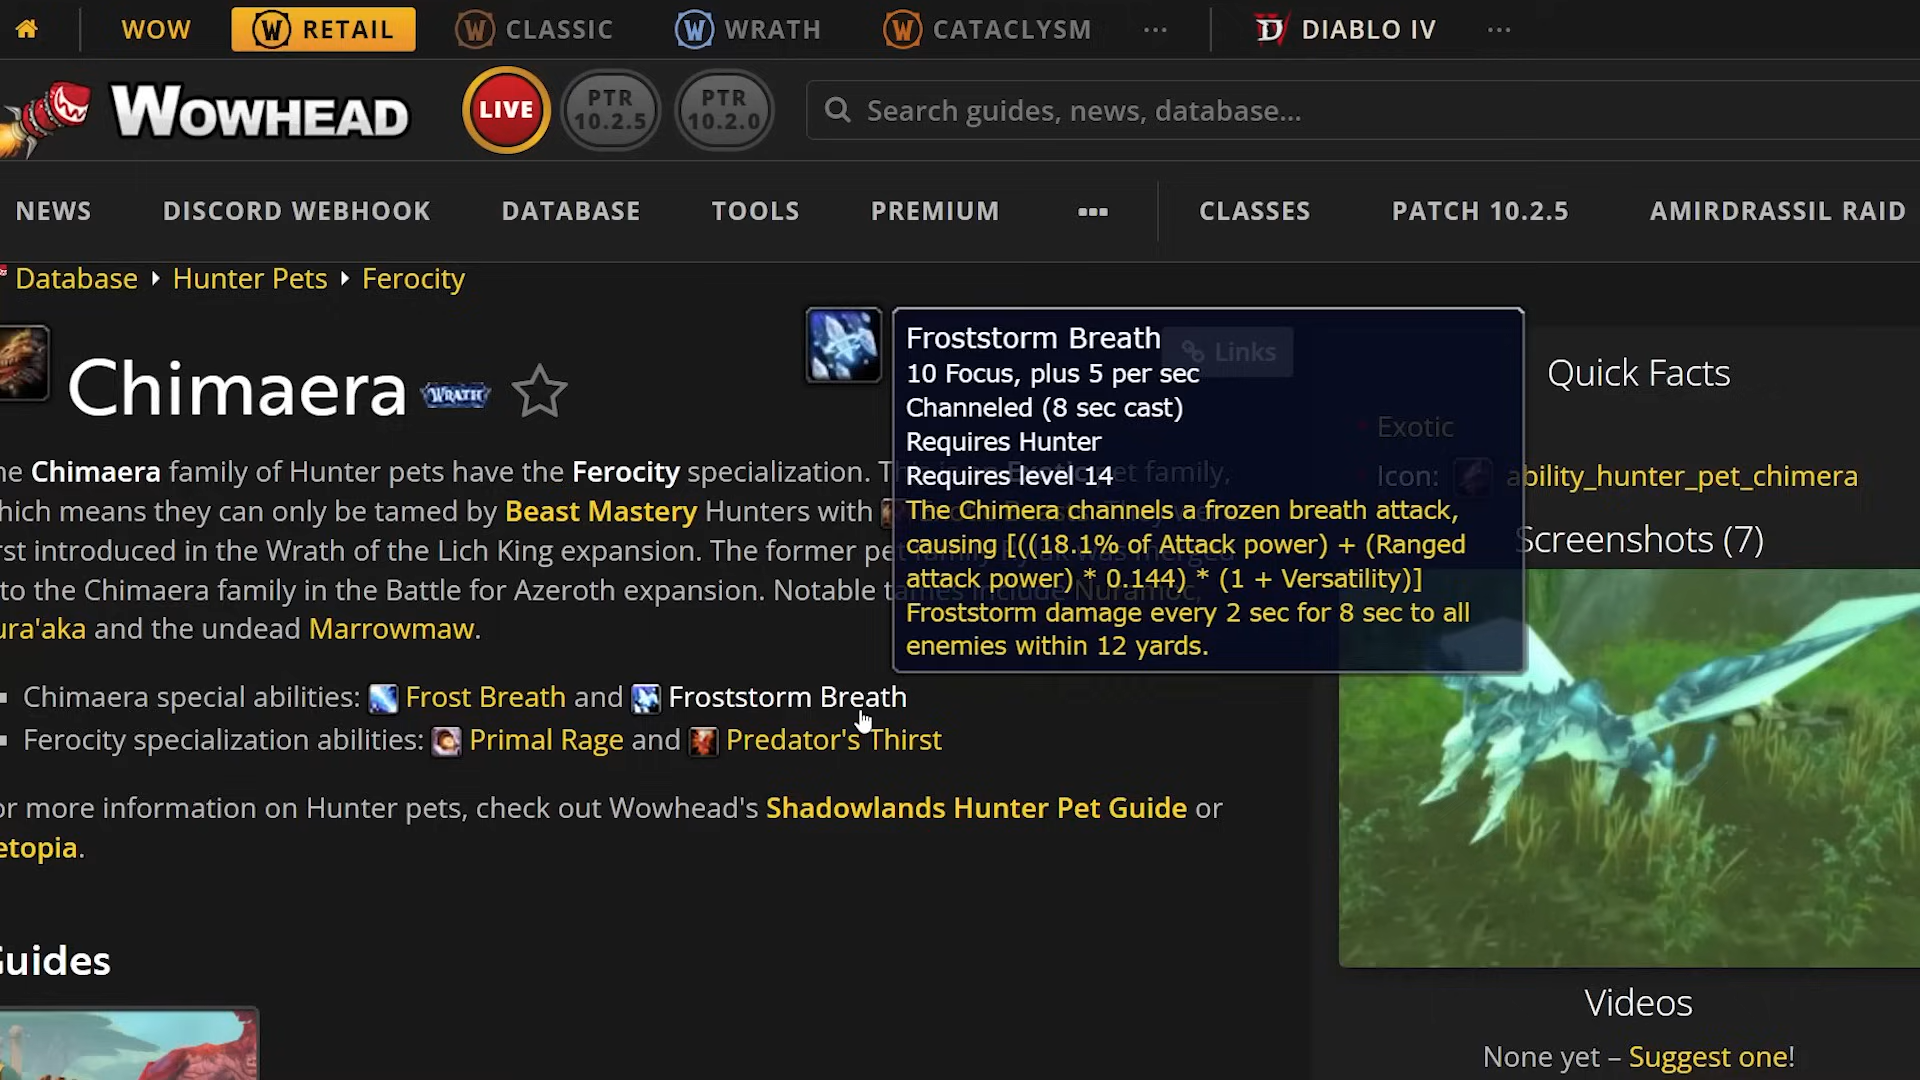 WOW RETAIL CLASSIC WRATH CATACLYSM ... DIABLO IV ...
WOWHEAD LIVE PTR 10.2.5 PTR 10.2.0 Search guides, news, database...
NEWS DISCORD WEBHOOK DATABASE TOOLS PREMIUM ... CLASSES PATCH 10.2.5 AMIRDRASSIL RAID
Database Hunter Pets Ferocity
Chimaera WRATH
Links
Froststorm Breath
10 Focus, plus 5 per sec
Channeled (8 sec cast)
Requires Hunter
Requires level 14
The Chimera channels a frozen breath attack,
causing [((18.1% of Attack power) + (Ranged
attack power) * 0.144) * (1 + Versatility)]
Froststorm damage every 2 sec for 8 sec to all
enemies within 12 yards.
Quick Facts
Exotic
Icon: ability_hunter_pet_chimera
Screenshots (7)
he Chimaera family of Hunter pets have the Ferocity specialization. pet family,
hich means they can only be tamed by Beast Mastery Hunters with
rst introduced in the Wrath of the Lich King expansion. The former pet
to the Chimaera family in the Battle for Azeroth expansion. Notable tames include Nuramoc,
ura'aka and the undead Marrowmaw.
Chimaera special abilities: Frost Breath and Froststorm Breath
Ferocity specialization abilities: Primal Rage and Predator's Thirst
or more information on Hunter pets, check out Wowhead's Shadowlands Hunter Pet Guide or
etopia.
Guides
Videos
None yet – Suggest one!